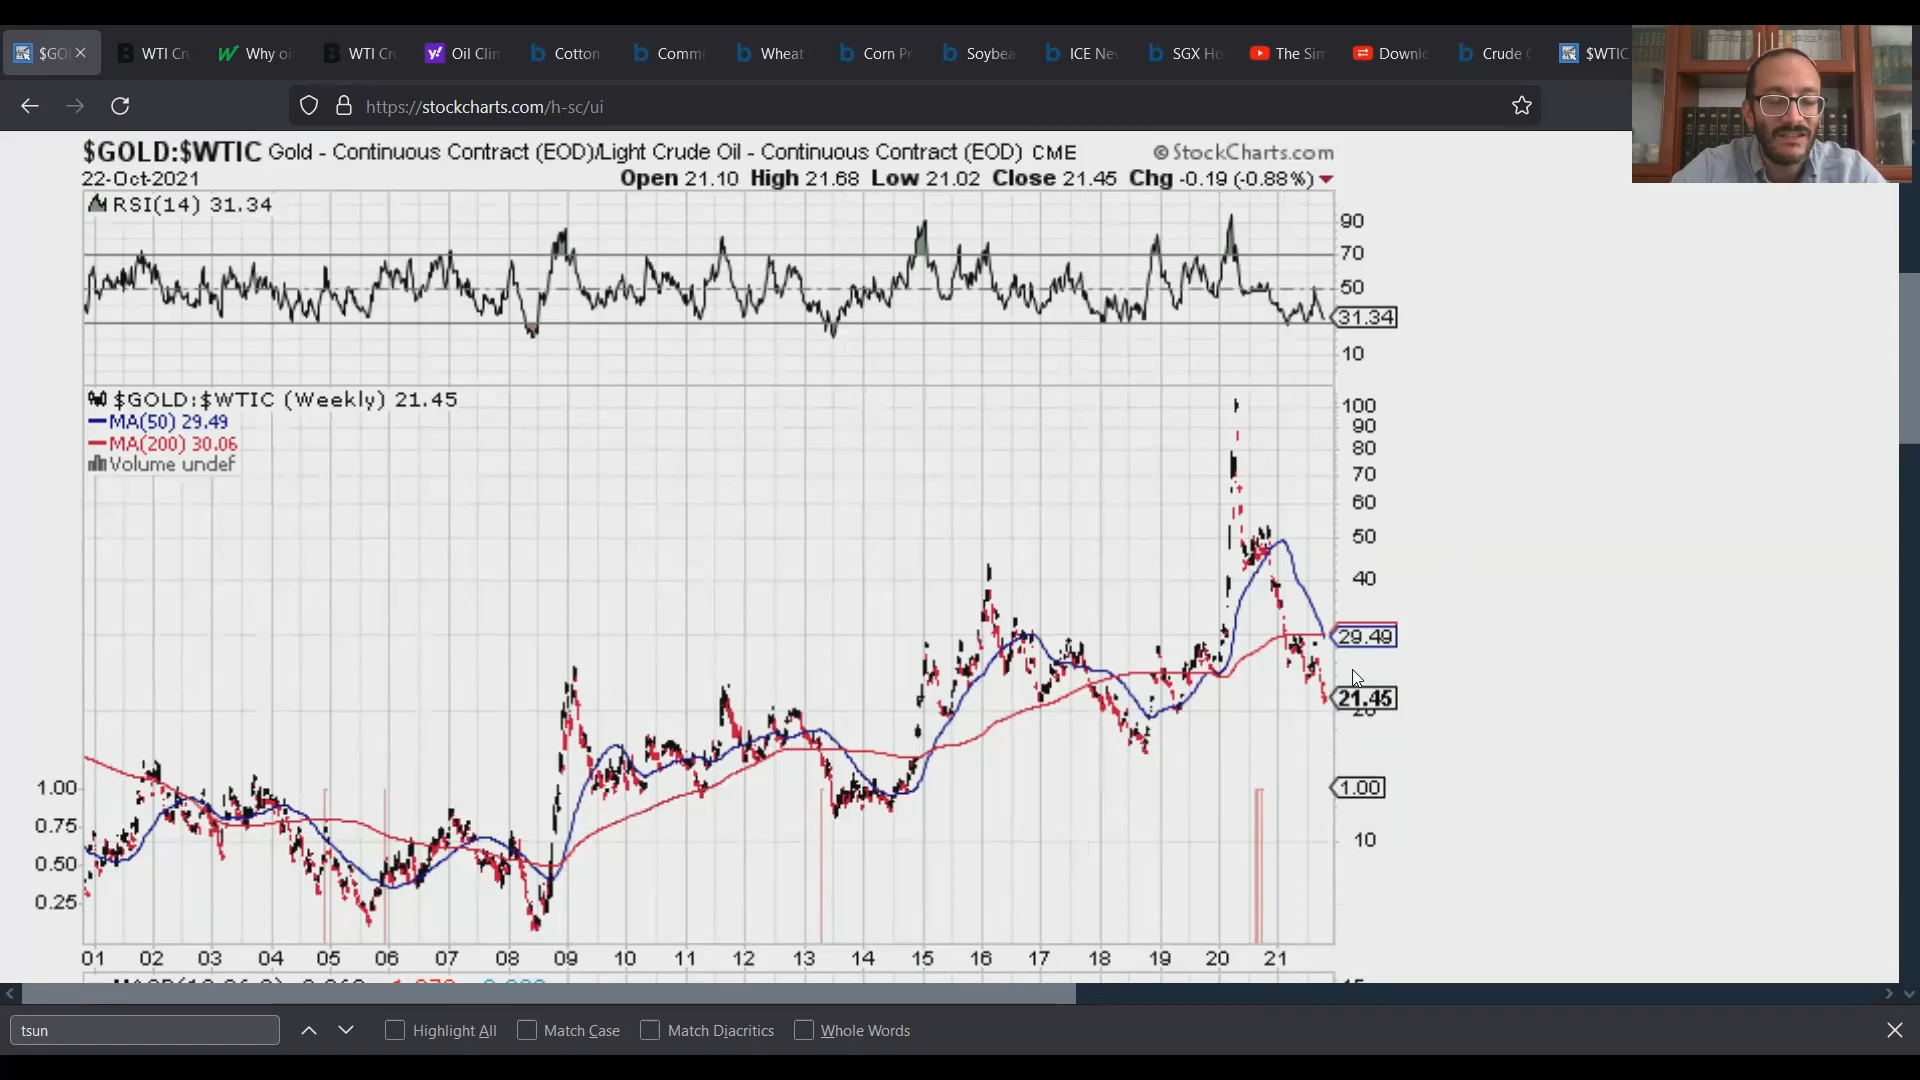 $GO
WTI Cru
Why oi
WTI Cru
Oil Clin
Cotton
Comm
Wheat
Corn Pr
Soybea
ICE Nev
SGX Ho
The Sim
Downlo
Crude O
$WTIC
https://stockcharts.com/h-sc/ui
$GOLD:$WTIC Gold - Continuous Contract (EOD)/Light Crude Oil - Continuous Contract (EOD) CME © StockCharts.com
22-Oct-2021 Open 21.10 High 21.68 Low 21.02 Close 21.45 Chg -0.19 (-0.88%)
RSI(14) 31.34
90
70
50
31.34
10
$GOLD:$WTIC (Weekly) 21.45
MA(50) 29.49
MA(200) 30.06
Volume undef
100
90
80
70
60
50
40
29.49
21.45
20
1.00 1.00
0.75
10
0.50
0.25
01 02 03 04 05 06 07 08 09 10 11 12 13 14 15 16 17 18 19 20 21
tsun
Highlight All
Match Case
Match Diacritics
Whole Words